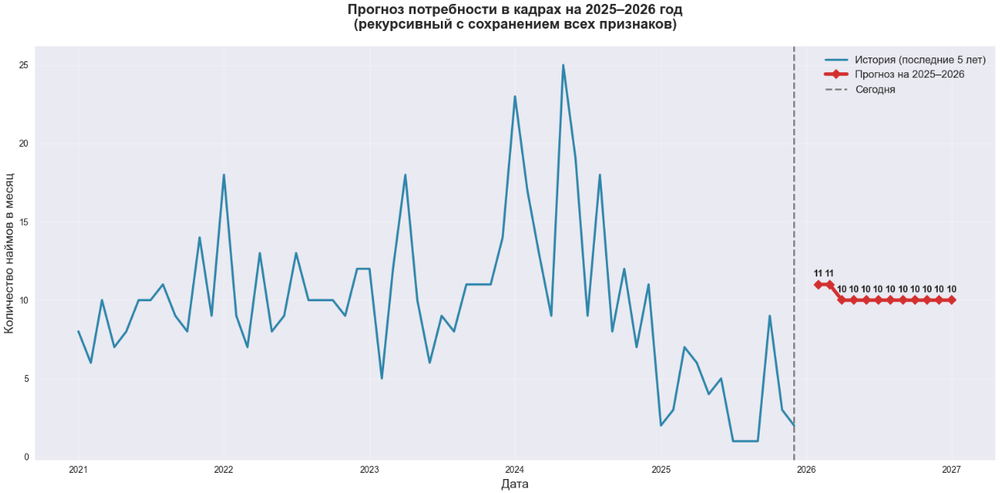 Прогноз потребности в кадрах на 2025–2026 год
(рекурсивный с сохранением всех признаков)
История (последние 5 лет)
Прогноз на 2025–2026
Сегодня
Количество наймов в месяц
25
20
15
10
5
0
11 11
10 10 10 10 10 10 10 10 10 10
2021 2022 2023 2024 2025 2026 2027
Дата